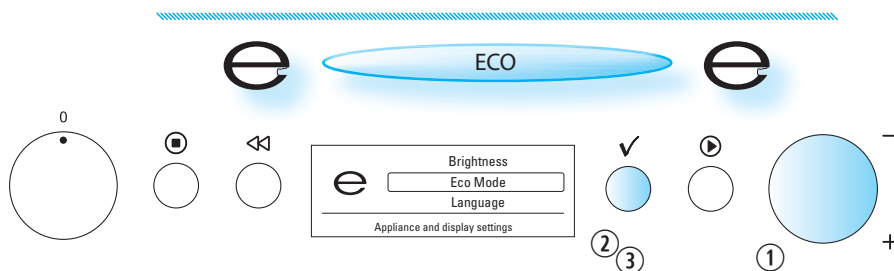 ECO
0
Brightness
Eco Mode
Language
Appliance and display settings
−
+
② ③ ①